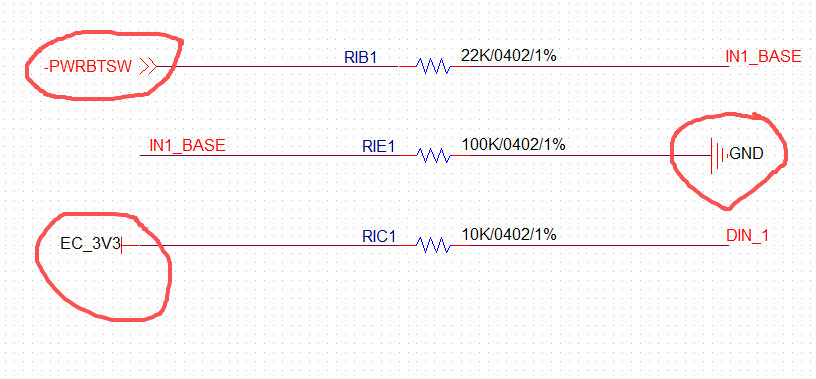 -PWRBTSW RIB1 22K/0402/1% IN1_BASE
IN1_BASE RIE1 100K/0402/1% GND
EC_3V3 RIC1 10K/0402/1% DIN_1